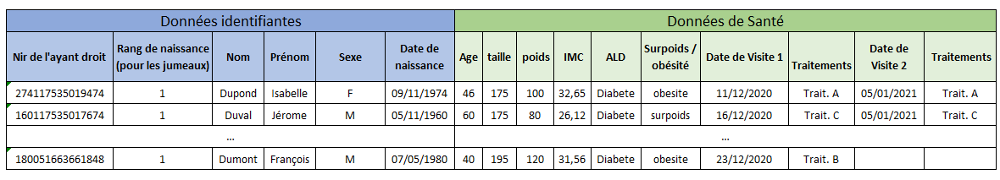 Données identifiantes Données de Santé
Nir de l'ayant droit Rang de naissance (pour les jumeaux) Nom Prénom Sexe Date de naissance Age taille poids IMC ALD Surpoids / obésité Date de Visite 1 Traitements Date de Visite 2 Traitements
274117535019474 1 Dupond Isabelle F 09/11/1974 46 175 100 32,65 Diabete obesite 11/12/2020 Trait. A 05/01/2021 Trait. A
160117535017674 1 Duval Jérome M 05/11/1960 60 175 80 26,12 Diabete surpoids 16/12/2020 Trait. C 05/01/2021 Trait. C
... ...
180051663661848 1 Dumont François M 07/05/1980 40 195 120 31,56 Diabete obesite 23/12/2020 Trait. B